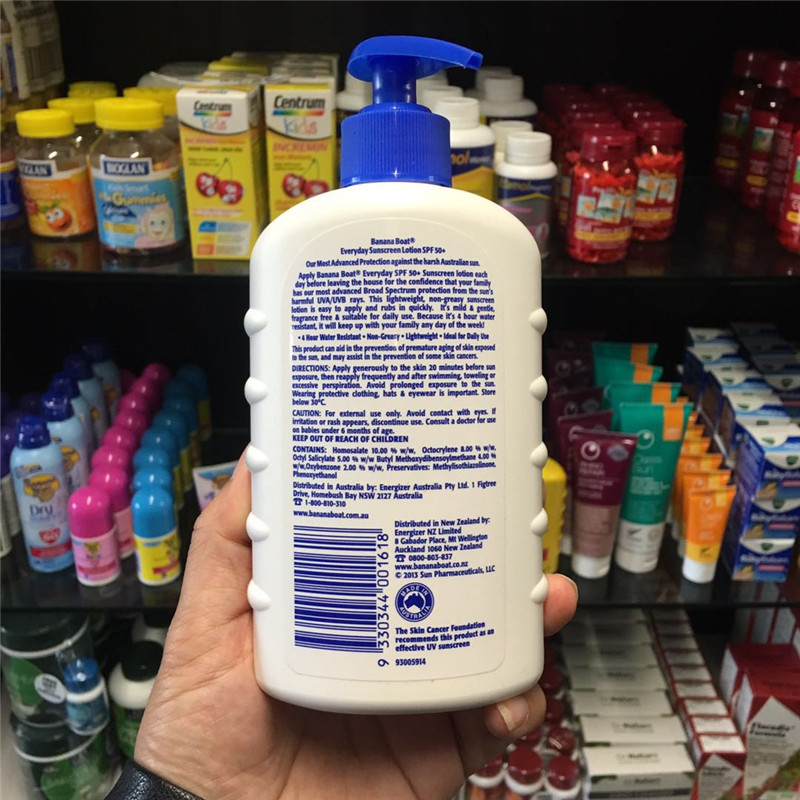 Banana Boat®
Everyday Sunscreen Lotion SPF 50+
Our Most Advanced Protection against the harsh Australian sun.
Apply Banana Boat® Everyday SPF 50+ Sunscreen lotion each
day before leaving the house for the confidence that your family
has our most advanced Broad Spectrum protection from the sun's
harmful UVA/UVB rays. This lightweight, non-greasy sunscreen
lotion is easy to apply and rubs in quickly. It's mild & gentle,
fragrance free & suitable for daily use. Because it's 4 hour water
resistant, it will keep up with your family any day of the week!
• 4 Hour Water Resistant • Non-Greasy • Lightweight • Ideal for Daily Use
This product can aid in the prevention of premature aging of skin exposed
to the sun, and may assist in the prevention of some skin cancers.
DIRECTIONS: Apply generously to the skin 20 minutes before sun
exposure, then reapply frequently and after swimming, toweling or
excessive perspiration. Avoid prolonged exposure to the sun.
Wearing protective clothing, hats & eyewear is important. Store
below 30°C.
CAUTION: For external use only. Avoid contact with eyes. If
irritation or rash appears, discontinue use. Consult a doctor for use
on babies under 6 months of age.
KEEP OUT OF REACH OF CHILDREN
CONTAINS: Homosalate 10.00 % w/w, Octocrylene 8.00 % w/w,
Octyl Salicylate 5.00 %w/w Butyl Methoxydibensoylmethane 4.00 %
w/w,Oxybenzone 2.00 % w/w, Preservatives: Methylisothiazolinone,
Phenoxyethanol
Distributed in Australia by: Energizer Australia Pty Ltd. 1 Figtree
Drive, Homebush Bay NSW 2127 Australia
☎ 1-800-810-310
www.bananaboat.com.au
Distributed in New Zealand by:
Energizer NZ Limited
8 Gabador Place, Mt Wellington
Auckland 1060 New Zealand
☎ 0800-803-837
www.bananaboat.co.nz
© 2013 Sun Pharmaceuticals, LLC
MADE IN
AUSTRALIA
The Skin Cancer Foundation
recommends this product as an
effective UV sunscreen
93005914
9 330344 001618
BIOGLAN
BIOGLAN
Kids Smart
Gummies
Centrum
kids
Centrum
kids
INCREMIN